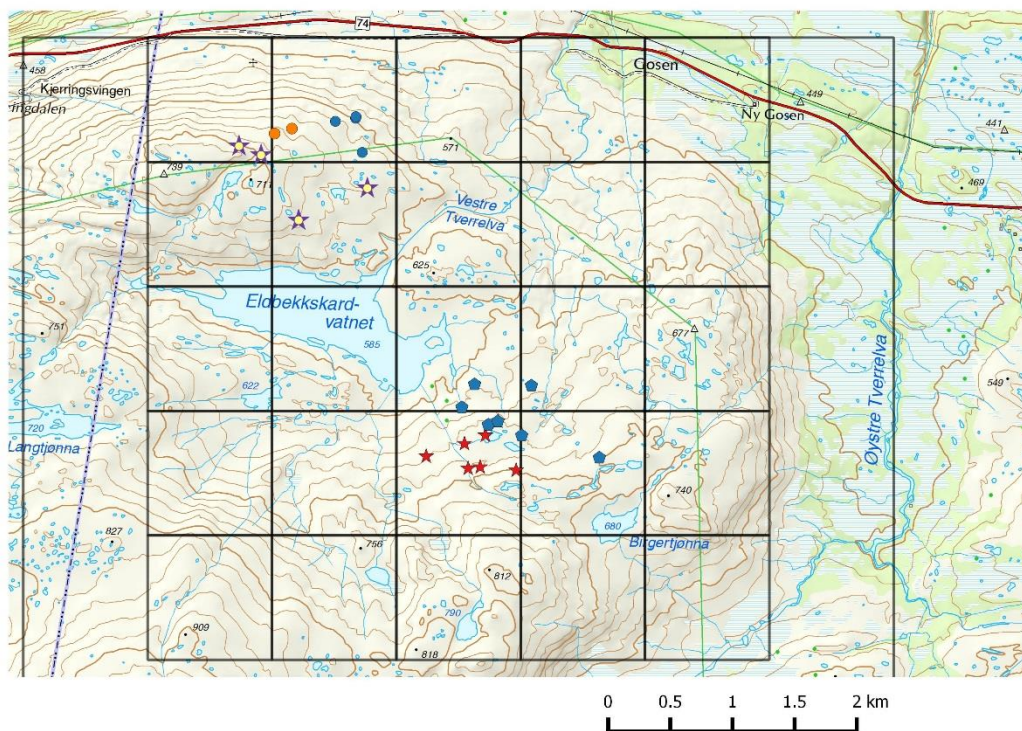 74
458
Kjerringsvingen
ringdalen
Gosen
Ny Gosen
449
441
571
739
711
469
Vestre
Tverrelva
625
Eldbekkskard-
vatnet
585
677
751
622
549
Øystre Tverrelva
720
Langtjønna
740
680
Birgertjønna
827
756
812
790
909
818
0 0.5 1 1.5 2 km